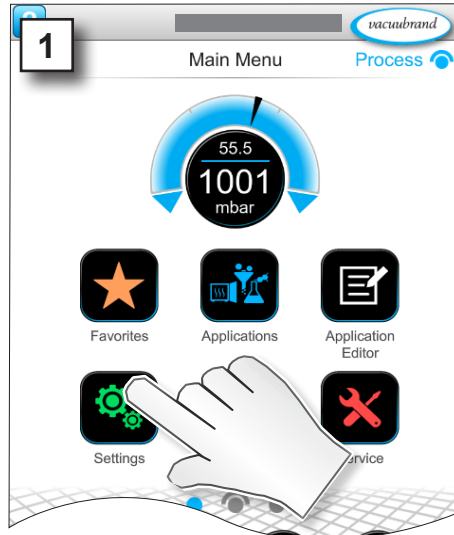 1
vacuubrand
Main Menu
Process
55.5
1001
mbar
Favorites
Applications
Application
Editor
Settings